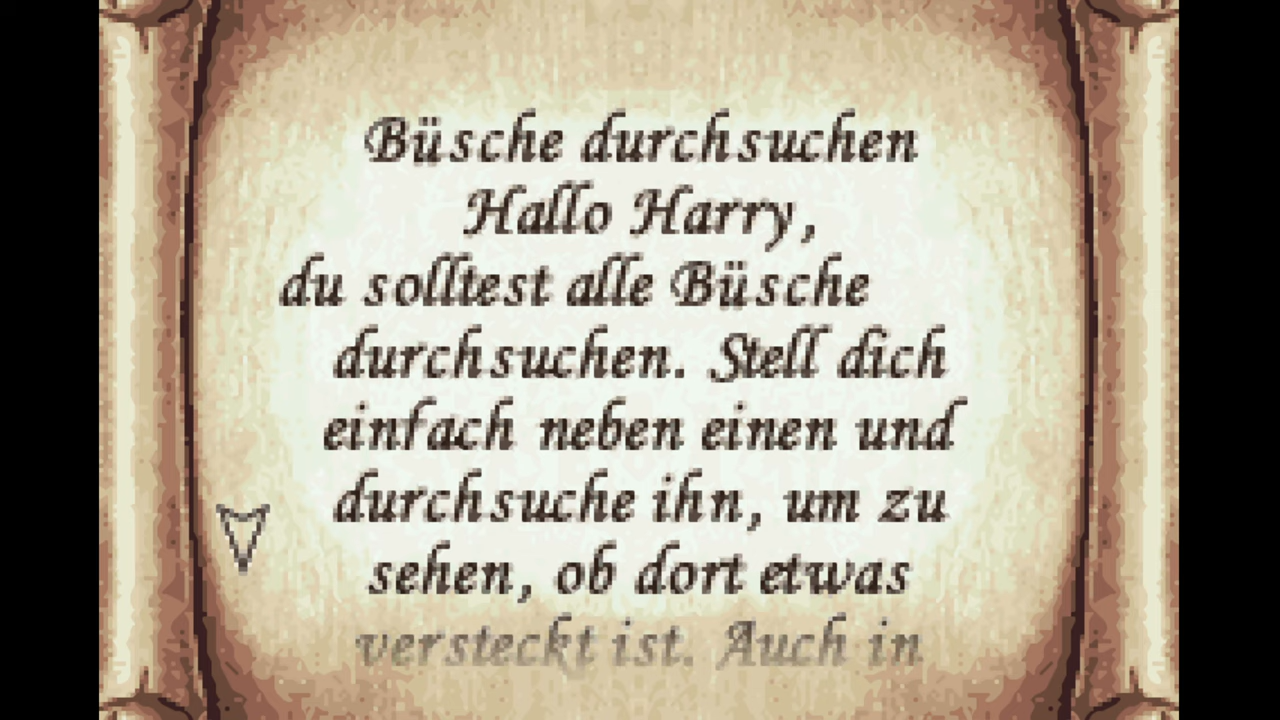 Büsche durchsuchen
Hallo Harry,
du solltest alle Büsche
durchsuchen. Stell dich
einfach neben einen und
durchsuche ihn, um zu
sehen, ob dort etwas
versteckt ist. Auch in